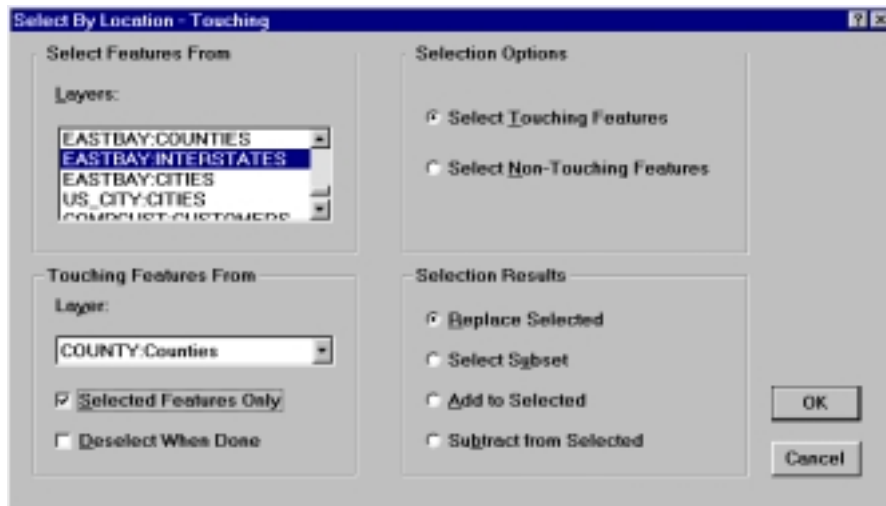 Select By Location - Touching
Select Features From
Layers:
EASTBAY:COUNTIES
EASTBAY:INTERSTATES
EASTBAY:CITIES
US_CITY:CITIES
COMPCUST:CUSTOMERS
Selection Options
Select Touching Features
Select Non-Touching Features
Touching Features From
Layer:
COUNTY:Counties
Selected Features Only
Deselect When Done
Selection Results
Replace Selected
Select Subset
Add to Selected
Subtract from Selected
OK
Cancel